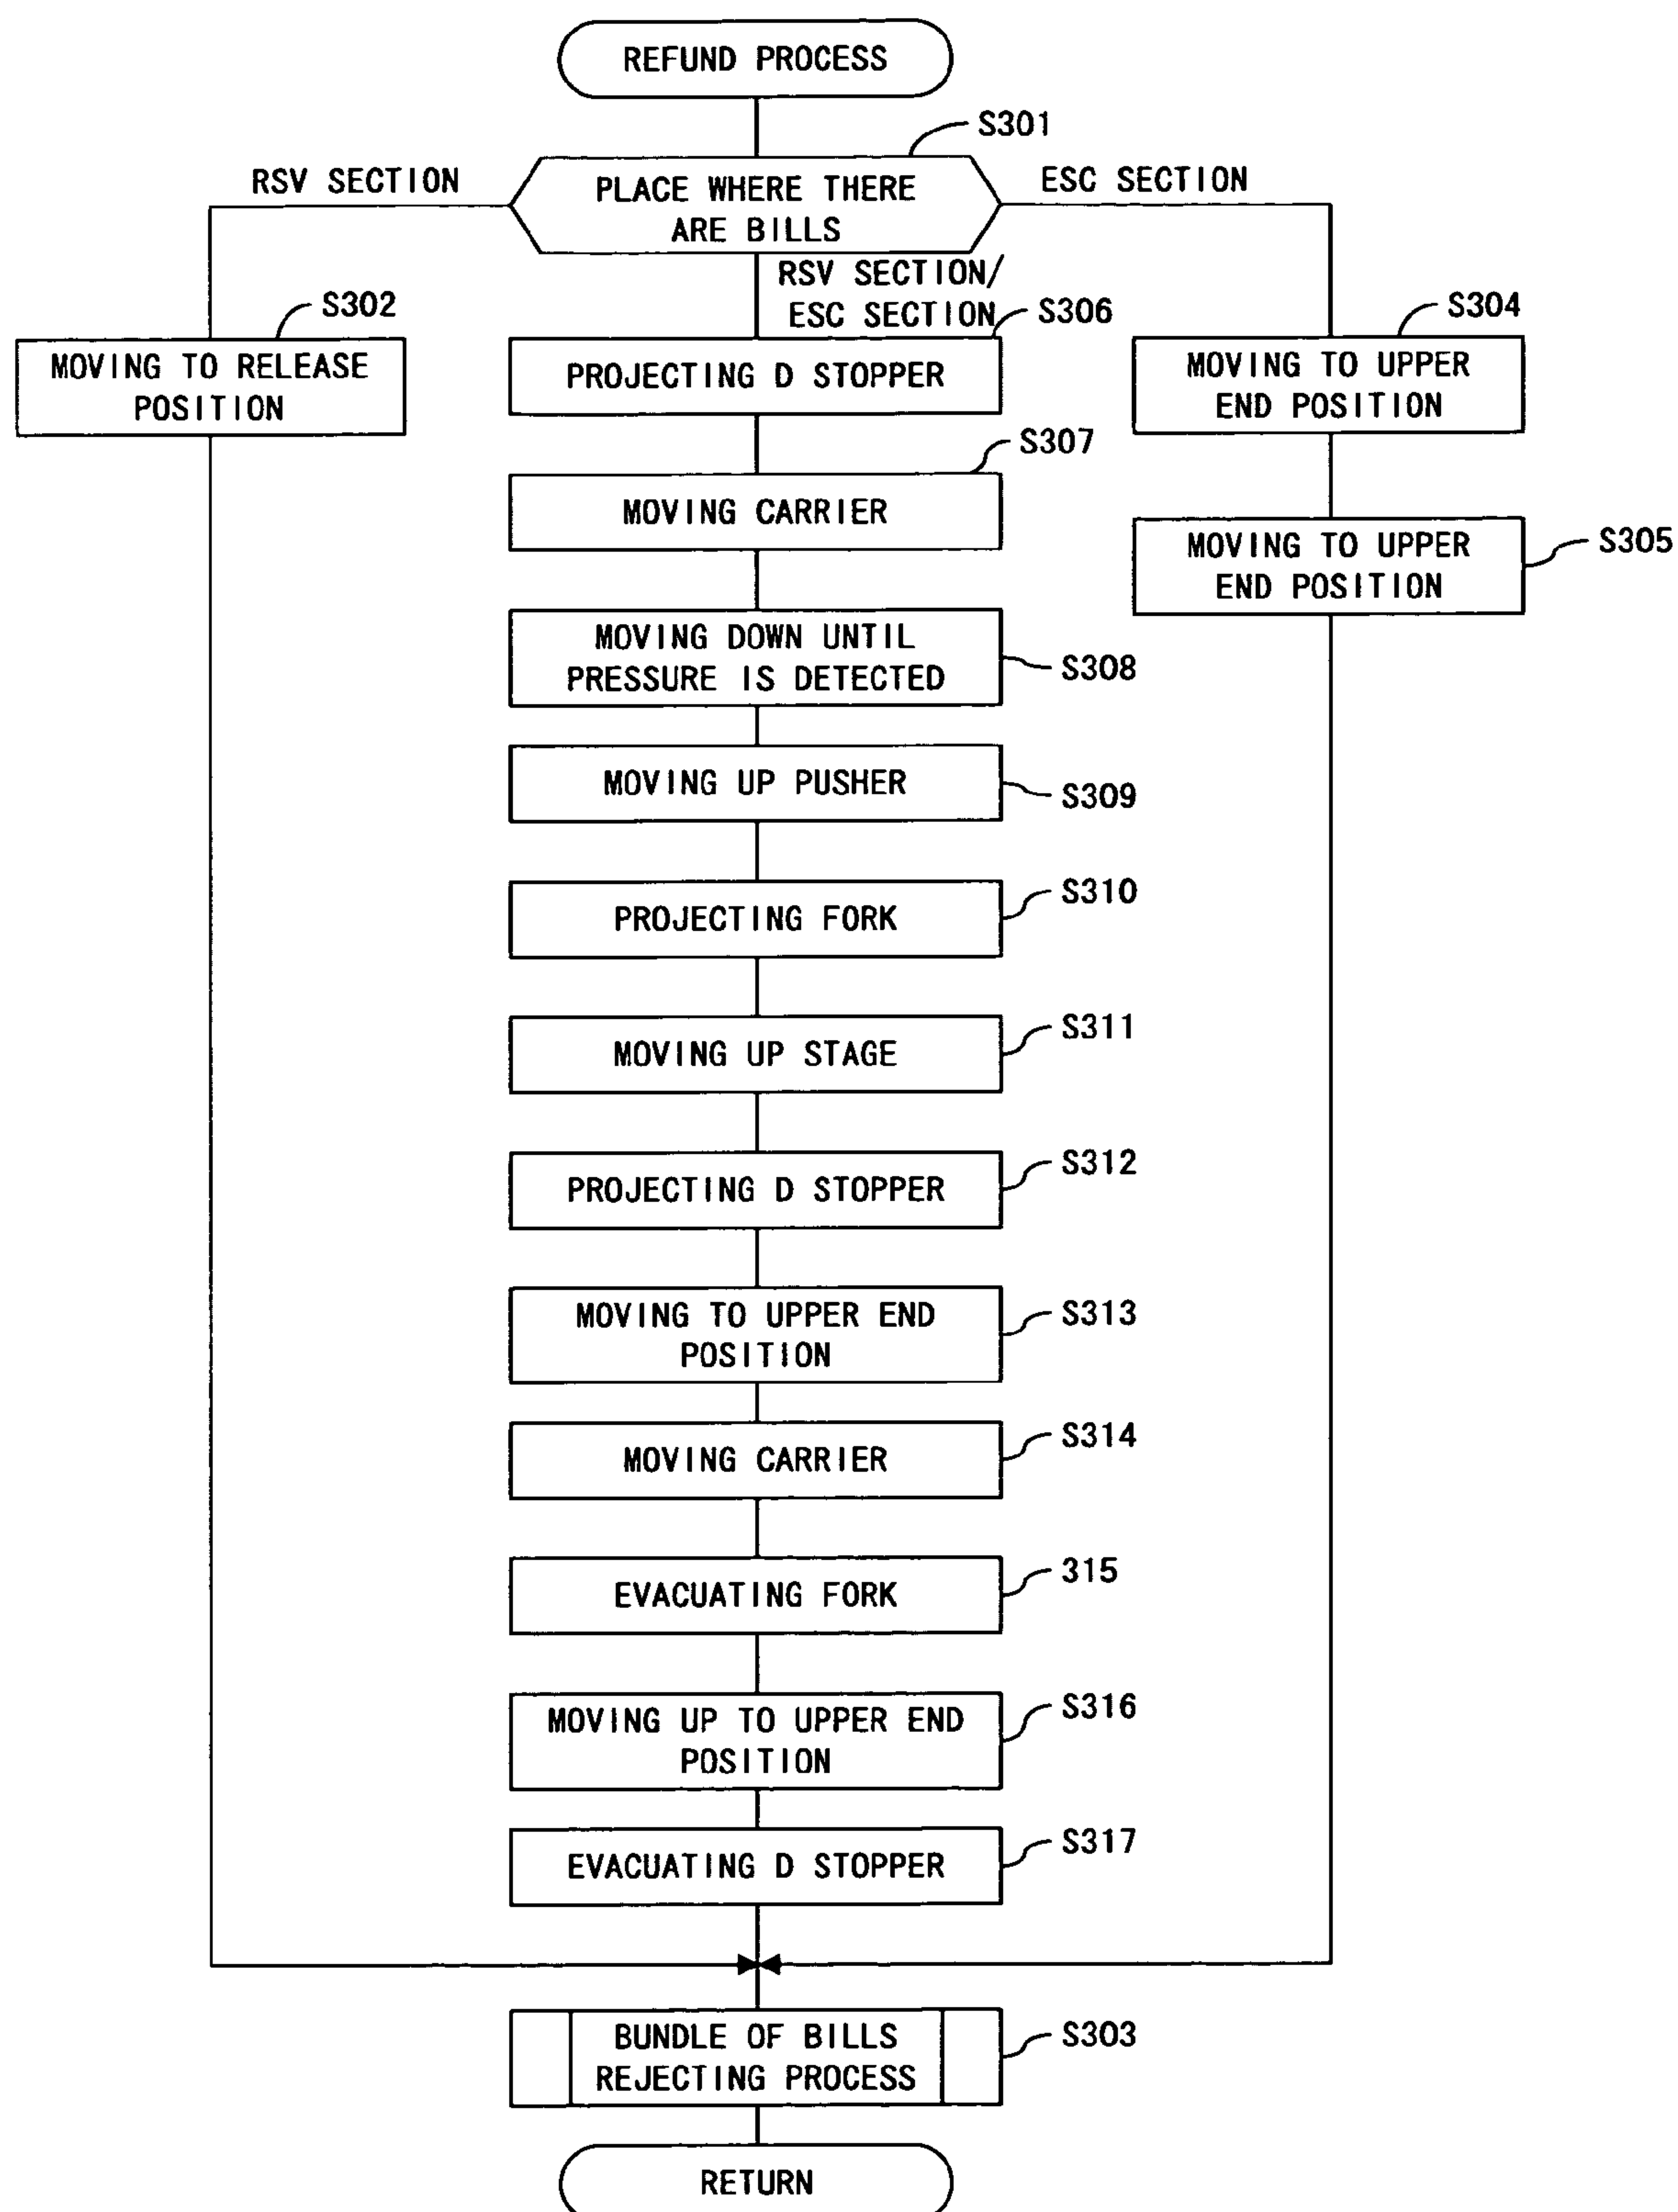 REFUND PROCESS
S301
RSV SECTION
PLACE WHERE THERE
ARE BILLS
ESC SECTION
RSV SECTION/
ESC SECTION
S302
MOVING TO RELEASE
POSITION
S306
PROJECTING D STOPPER
S304
MOVING TO UPPER
END POSITION
S307
MOVING CARRIER
MOVING TO UPPER
END POSITION
S305
MOVING DOWN UNTIL
PRESSURE IS DETECTED
S308
MOVING UP PUSHER
S309
PROJECTING FORK
S310
MOVING UP STAGE
S311
PROJECTING D STOPPER
S312
MOVING TO UPPER END
POSITION
S313
MOVING CARRIER
S314
EVACUATING FORK
315
MOVING UP TO UPPER END
POSITION
S316
EVACUATING D STOPPER
S317
BUNDLE OF BILLS
REJECTING PROCESS
S303
RETURN